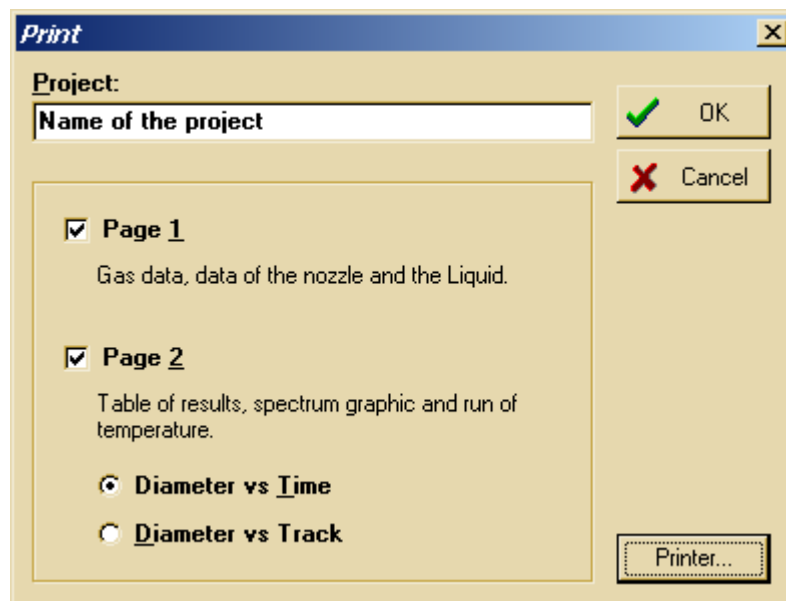 Print
Project:
Name of the project
OK
Cancel
Page 1
Gas data, data of the nozzle and the Liquid.
Page 2
Table of results, spectrum graphic and run of
temperature.
Diameter vs Time
Diameter vs Track
Printer...